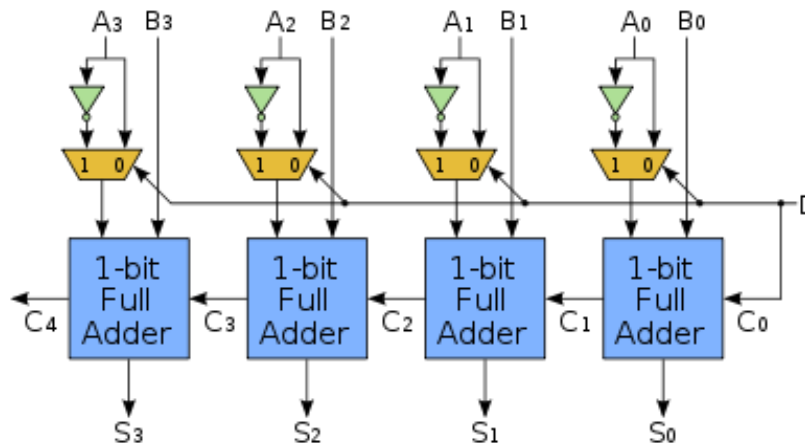 A3 B3 A2 B2 A1 B1 A0 B0
1 0 1 0 1 0 1 0
1-bit Full Adder 1-bit Full Adder 1-bit Full Adder 1-bit Full Adder
C4 C3 C2 C1 C0
S3 S2 S1 S0